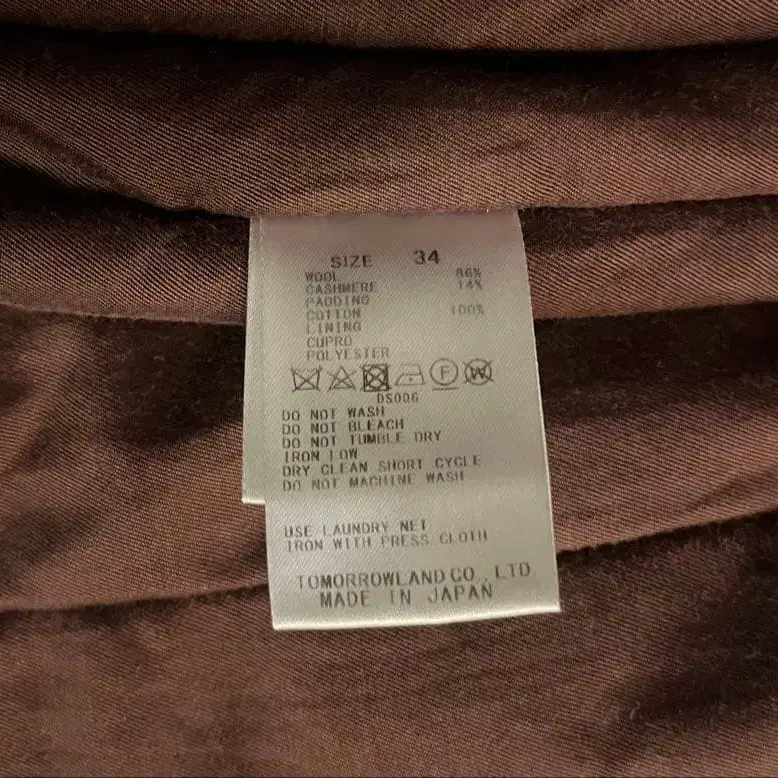 SIZE 34
WOOL 86%
CASHMERE 14%
PADDING
COTTON 100%
LINING
CUPRO
POLYESTER
F W
DS006
DO NOT WASH
DO NOT BLEACH
DO NOT TUMBLE DRY
IRON LOW
DRY CLEAN SHORT CYCLE
DO NOT MACHINE WASH
USE LAUNDRY NET
IRON WITH PRESS CLOTH
TOMORROWLAND CO., LTD.
MADE IN JAPAN